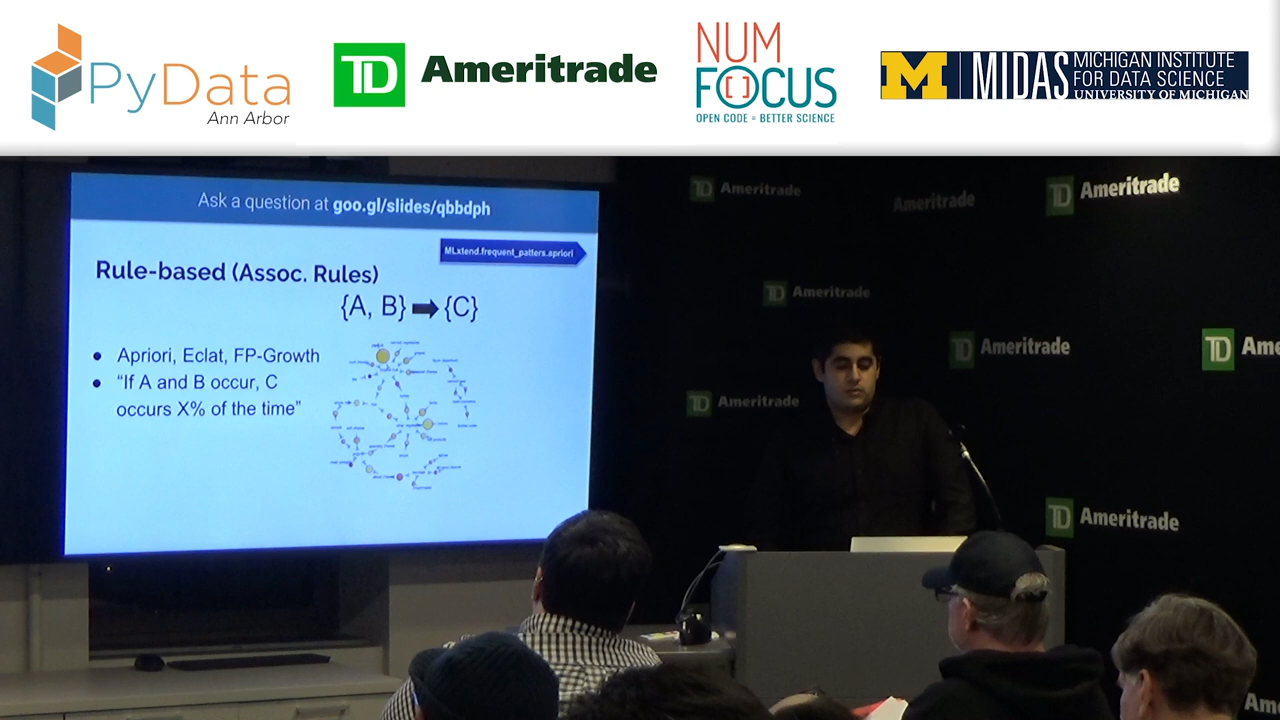 PyData
Ann Arbor
TD Ameritrade
NUM
FOCUS
OPEN CODE = BETTER SCIENCE
M MIDAS MICHIGAN INSTITUTE
FOR DATA SCIENCE
UNIVERSITY OF MICHIGAN
Ask a question at goo.gl/slides/qbbdph
MLxtend.frequent_patters.apriori
Rule-based (Assoc. Rules)
{A, B} {C}
● Apriori, Eclat, FP-Growth
● “If A and B occur, C
occurs X% of the time”
TD Ameritrade
Ameritrade
TD Ameritrade
TD Ameritrade
TD Ameritrade
TD Ame
TD Ameritrade
TD Ameritrade
Am